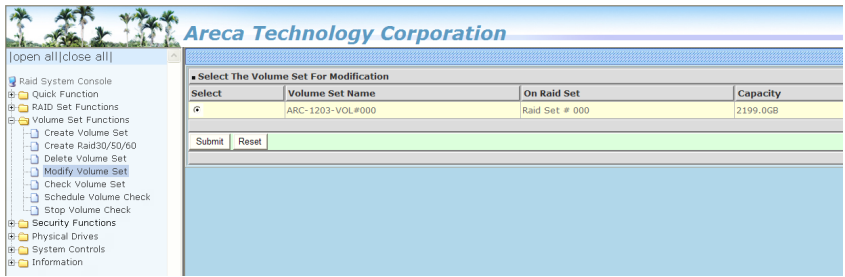 Areca Technology Corporation
|open all|close all|
Raid System Console
Quick Function
RAID Set Functions
Volume Set Functions
Create Volume Set
Create Raid30/50/60
Delete Volume Set
Modify Volume Set
Check Volume Set
Schedule Volume Check
Stop Volume Check
Security Functions
Physical Drives
System Controls
Information
Select The Volume Set For Modification
Select Volume Set Name On Raid Set Capacity
ARC-1203-VOL#000 Raid Set # 000 2199.0GB
Submit Reset